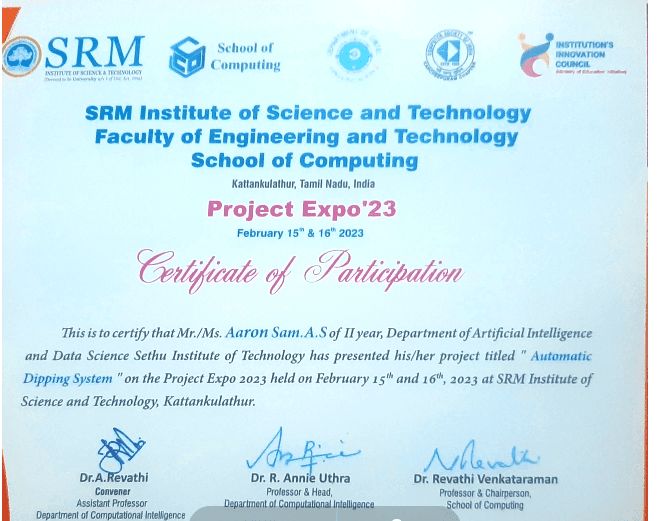 SRM
INSTITUTE OF SCIENCE & TECHNOLOGY
School of
Computing
INSTITUTION'S
INNOVATION
COUNCIL
(Ministry of Education Initiative)
SRM Institute of Science and Technology
Faculty of Engineering and Technology
School of Computing
Kattankulathur, Tamil Nadu, India
Project Expo'23
February 15th & 16th 2023
Certificate of Participation
This is to certify that Mr./Ms. Aaron Sam.A.S of II year, Department of Artificial Intelligence
and Data Science Sethu Institute of Technology has presented his/her project titled " Automatic
Dipping System " on the Project Expo 2023 held on February 15th and 16th, 2023 at SRM Institute of
Science and Technology, Kattankulathur.
Dr.A.Revathi
Convener
Assistant Professor
Department of Computational Intelligence
Dr. R. Annie Uthra
Professor & Head,
Department of Computational Intelligence
Dr. Revathi Venkataraman
Professor & Chairperson,
School of Computing